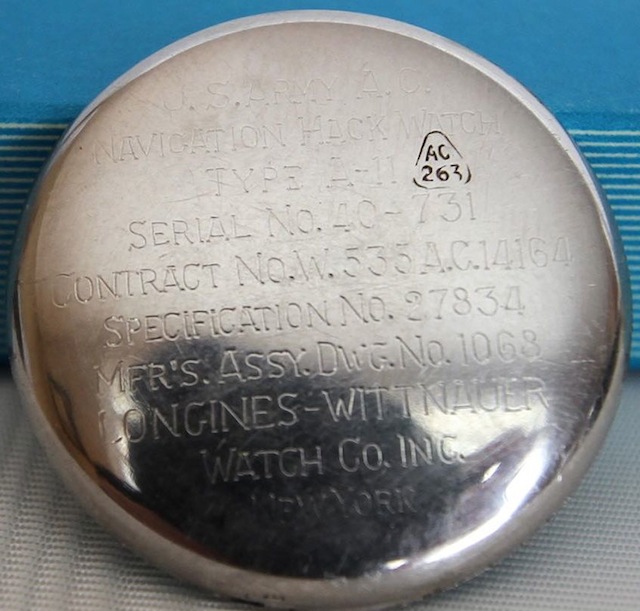 U.S. ARMY A.C.
NAVIGATION HACK WATCH
TYPE A-11
AC
263
SERIAL NO. 40-731
CONTRACT NO.W. 535 A.C.14164
SPECIFICATION NO. 27834
MFR'S. ASSY. DWG. NO. 1068
LONGINES-WITTNAUER
WATCH CO. INC.
NEW YORK